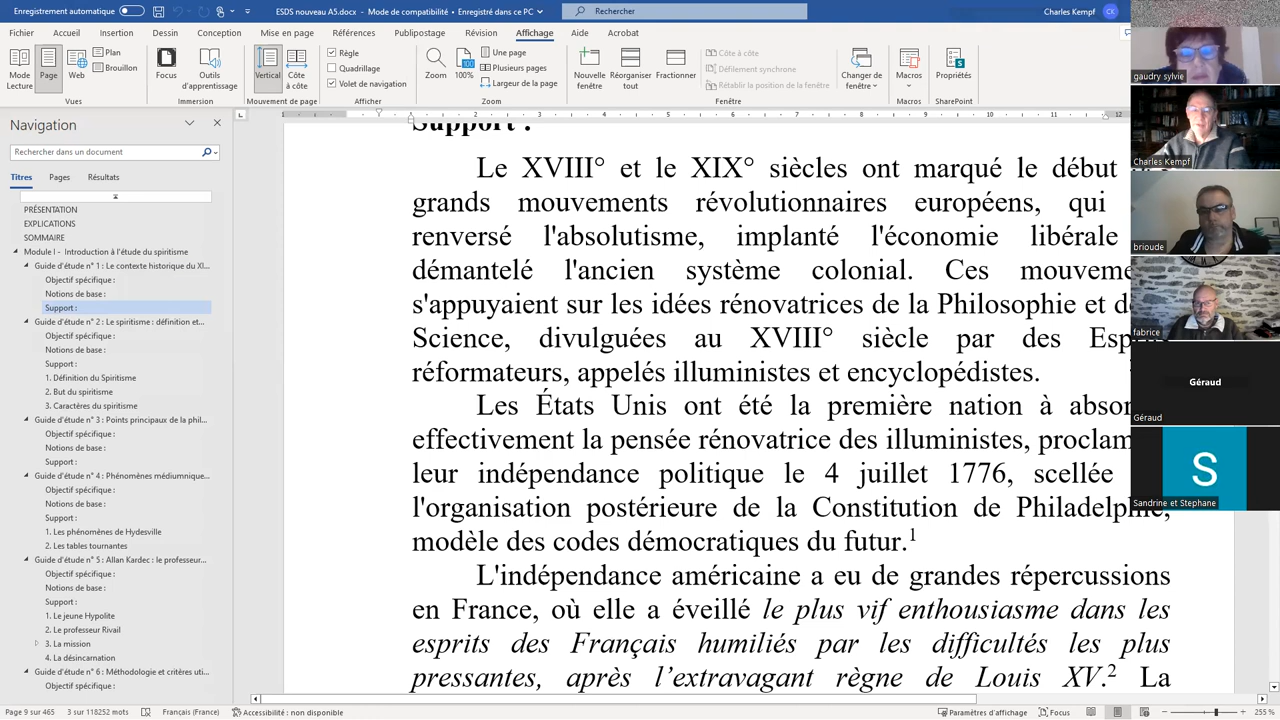 Enregistrement automatique
ESDS nouveau A5.docx - Mode de compatibilité • Enregistré dans ce PC
Rechercher
Charles Kempf
CK
Fichier Accueil Insertion Dessin Conception Mise en page Références Publipostage Révision Affichage Aide Acrobat
Mode Lecture
Page
Web
Plan
Brouillon
Vues
Focus
Outils d'apprentissage
Immersion
Vertical
Côte à côte
Mouvement de page
Règle
Quadrillage
Volet de navigation
Afficher
Zoom
100%
Une page
Plusieurs pages
Largeur de la page
Zoom
Nouvelle fenêtre
Réorganiser tout
Fractionner
Côte à côte
Défilement synchrone
Rétablir la position de la fenêtre
Fenêtre
Changer de fenêtre
Macros
Macros
Propriétés
SharePoint
Navigation
Rechercher dans un document
Titres Pages Résultats
PRÉSENTATION
EXPLICATIONS
SOMMAIRE
Module I - Introduction à l'étude du spiritisme
Guide d'étude n° 1 : Le contexte historique du XI...
Objectif spécifique :
Notions de base :
Support :
Guide d'étude n° 2 : Le spiritisme : définition et...
Objectif spécifique :
Notions de base :
Support :
1. Définition du Spiritisme
2. But du spiritisme
3. Caractères du spiritisme
Guide d'étude n° 3 : Points principaux de la phil...
Objectif spécifique :
Notions de base :
Support :
Guide d'étude n° 4 : Phénomènes médiumnique...
Objectif spécifique :
Notions de base :
Support :
1. Les phénomènes de Hydesville
2. Les tables tournantes
Guide d'étude n° 5 : Allan Kardec : le professeur...
Objectif spécifique :
Notions de base :
Support :
1. Le jeune Hypolite
2. Le professeur Rivail
3. La mission
4. La désincarnation
Guide d'étude n° 6 : Méthodologie et critères uti...
Objectif spécifique :
Support :
Le XVIII° et le XIX° siècles ont marqué le début
grands mouvements révolutionnaires européens, qui
renversé l'absolutisme, implanté l'économie libérale
démantelé l'ancien système colonial. Ces mouveme
s'appuyaient sur les idées rénovatrices de la Philosophie et de
Science, divulguées au XVIII° siècle par des Esprits
réformateurs, appelés illuministes et encyclopédistes.
Les États Unis ont été la première nation à absor
effectivement la pensée rénovatrice des illuministes, proclam
leur indépendance politique le 4 juillet 1776, scellée
l'organisation postérieure de la Constitution de Philadelphie,
modèle des codes démocratiques du futur.1
L'indépendance américaine a eu de grandes répercussions
en France, où elle a éveillé le plus vif enthousiasme dans les
esprits des Français humiliés par les difficultés les plus
pressantes, après l’extravagant règne de Louis XV.2 La
gaudry sylvie
Charles Kempf
brioude
fabrice
Géraud
Géraud
S
Sandrine et Stephane
Page 9 sur 465 3 sur 118252 mots Français (France) Accessibilité : non disponible Paramètres d'affichage Focus 255 %